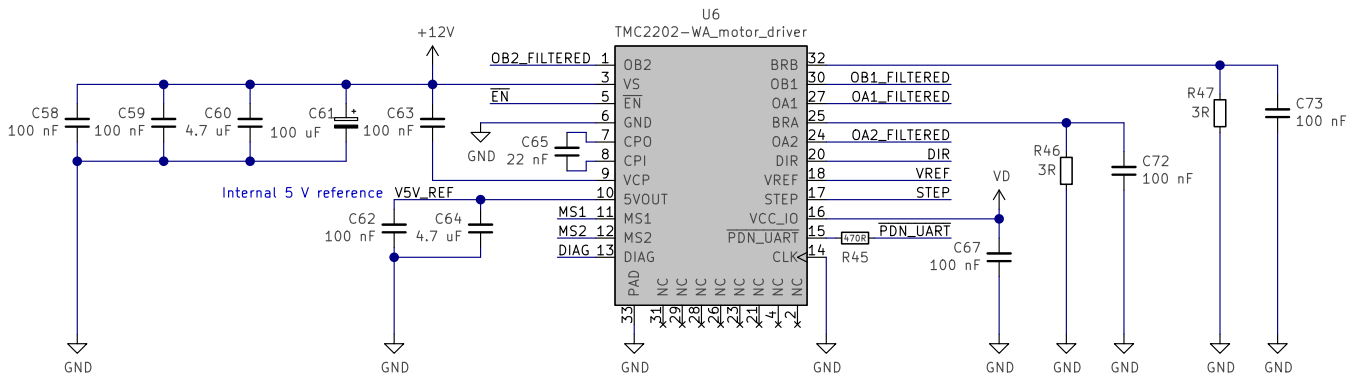 U6
TMC2202-WA_motor_driver
+12V
OB2_FILTERED 1 OB2
3 VS
EN 5 EN
6 GND
GND
7 CPO
8 CPI
9 VCP
V5V_REF 10 5VOUT
MS1 11 MS1
MS2 12 MS2
DIAG 13 DIAG
BRB 32
OB1 30 OB1_FILTERED
OA1 27 OA1_FILTERED
BRA 25
OA2 24 OA2_FILTERED
DIR 20 DIR
VREF 18 VREF
STEP 17 STEP
VCC_IO 16
PDN_UART 15 470R PDN_UART
R45
CLK 14
PAD NC NC NC NC NC NC NC NC
33 31 29 28 26 23 21 4 2
C58
100 nF
C59
100 nF
C60
4.7 uF
C61
+
100 uF
C63
100 nF
C65
22 nF
Internal 5 V reference
C62
100 nF
C64
4.7 uF
VD
C67
100 nF
R46
3R
C72
100 nF
R47
3R
C73
100 nF
GND
GND
GND
GND
GND
GND
GND
GND
GND